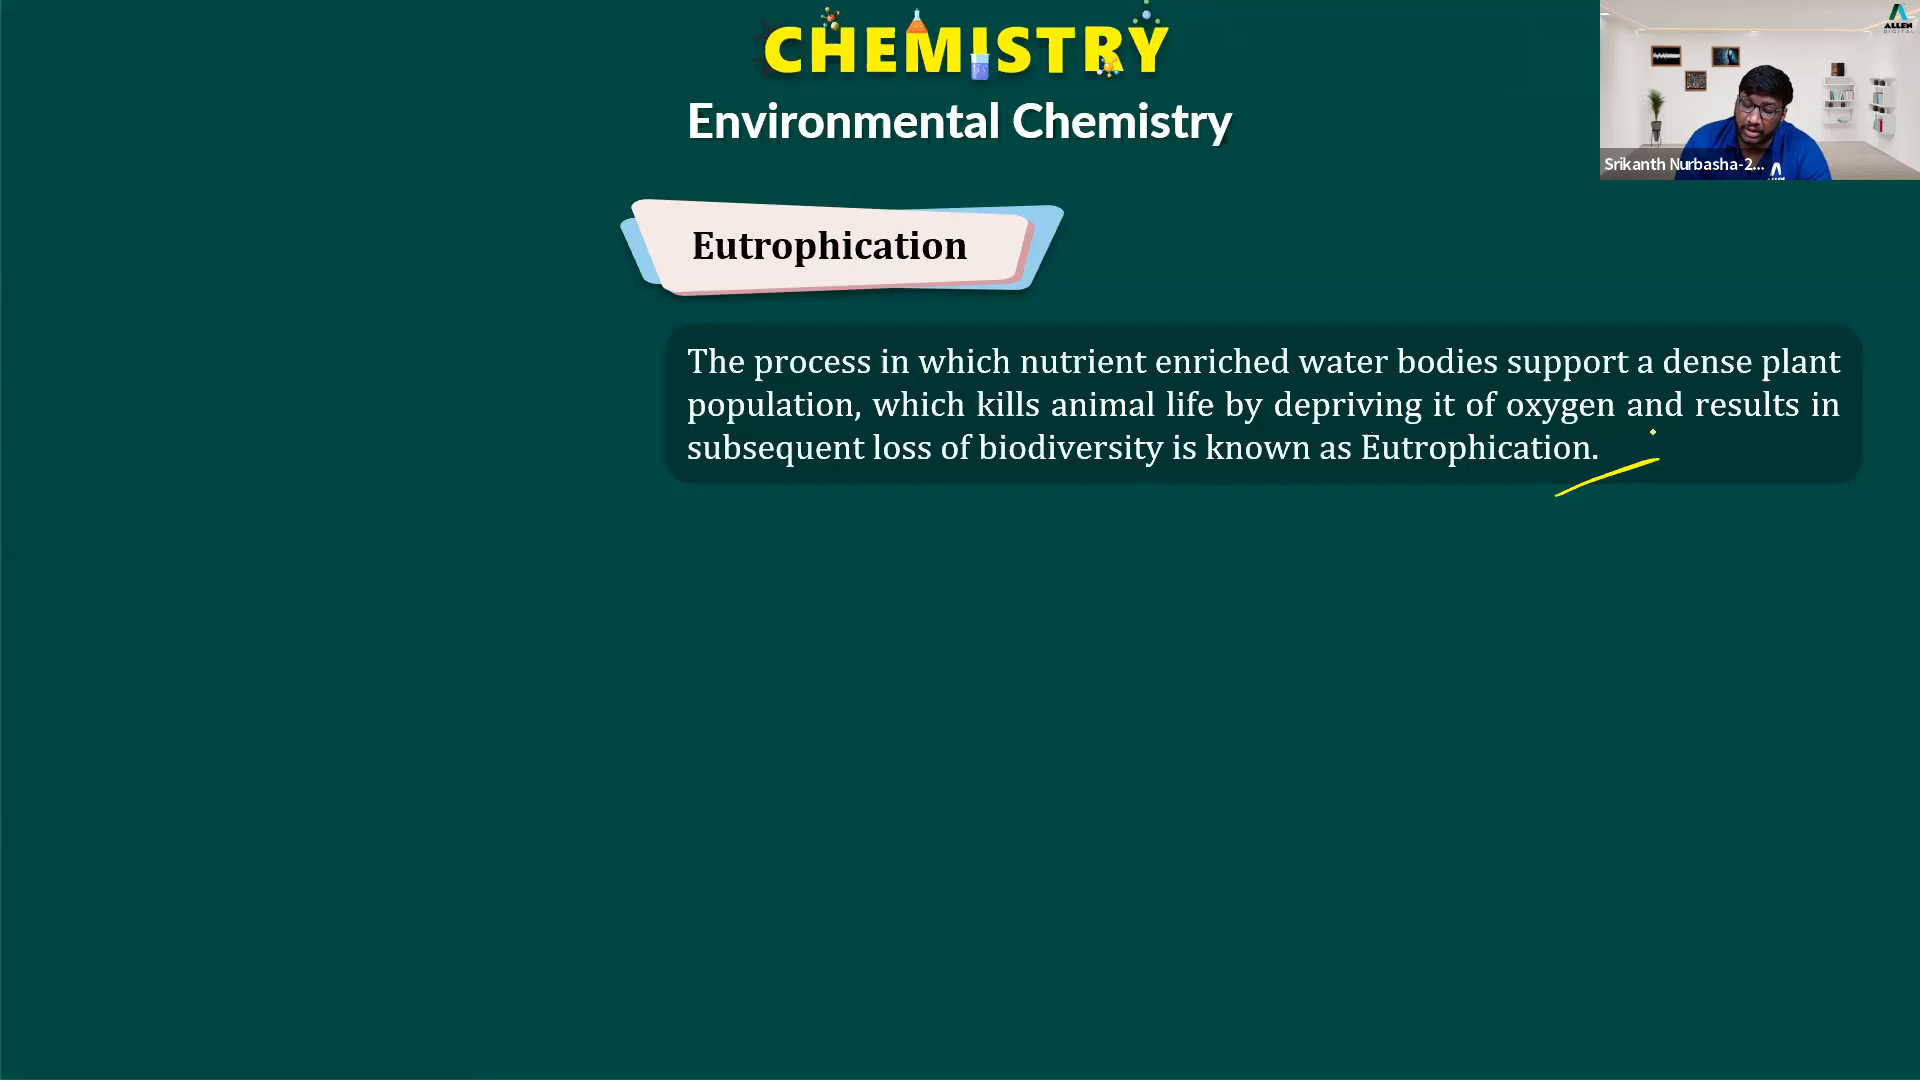 CHEMISTRY
Environmental Chemistry
ALLEN
DIGITAL
Srikanth Nurbasha-2...
Eutrophication
The process in which nutrient enriched water bodies support a dense plant
population, which kills animal life by depriving it of oxygen and results in
subsequent loss of biodiversity is known as Eutrophication.